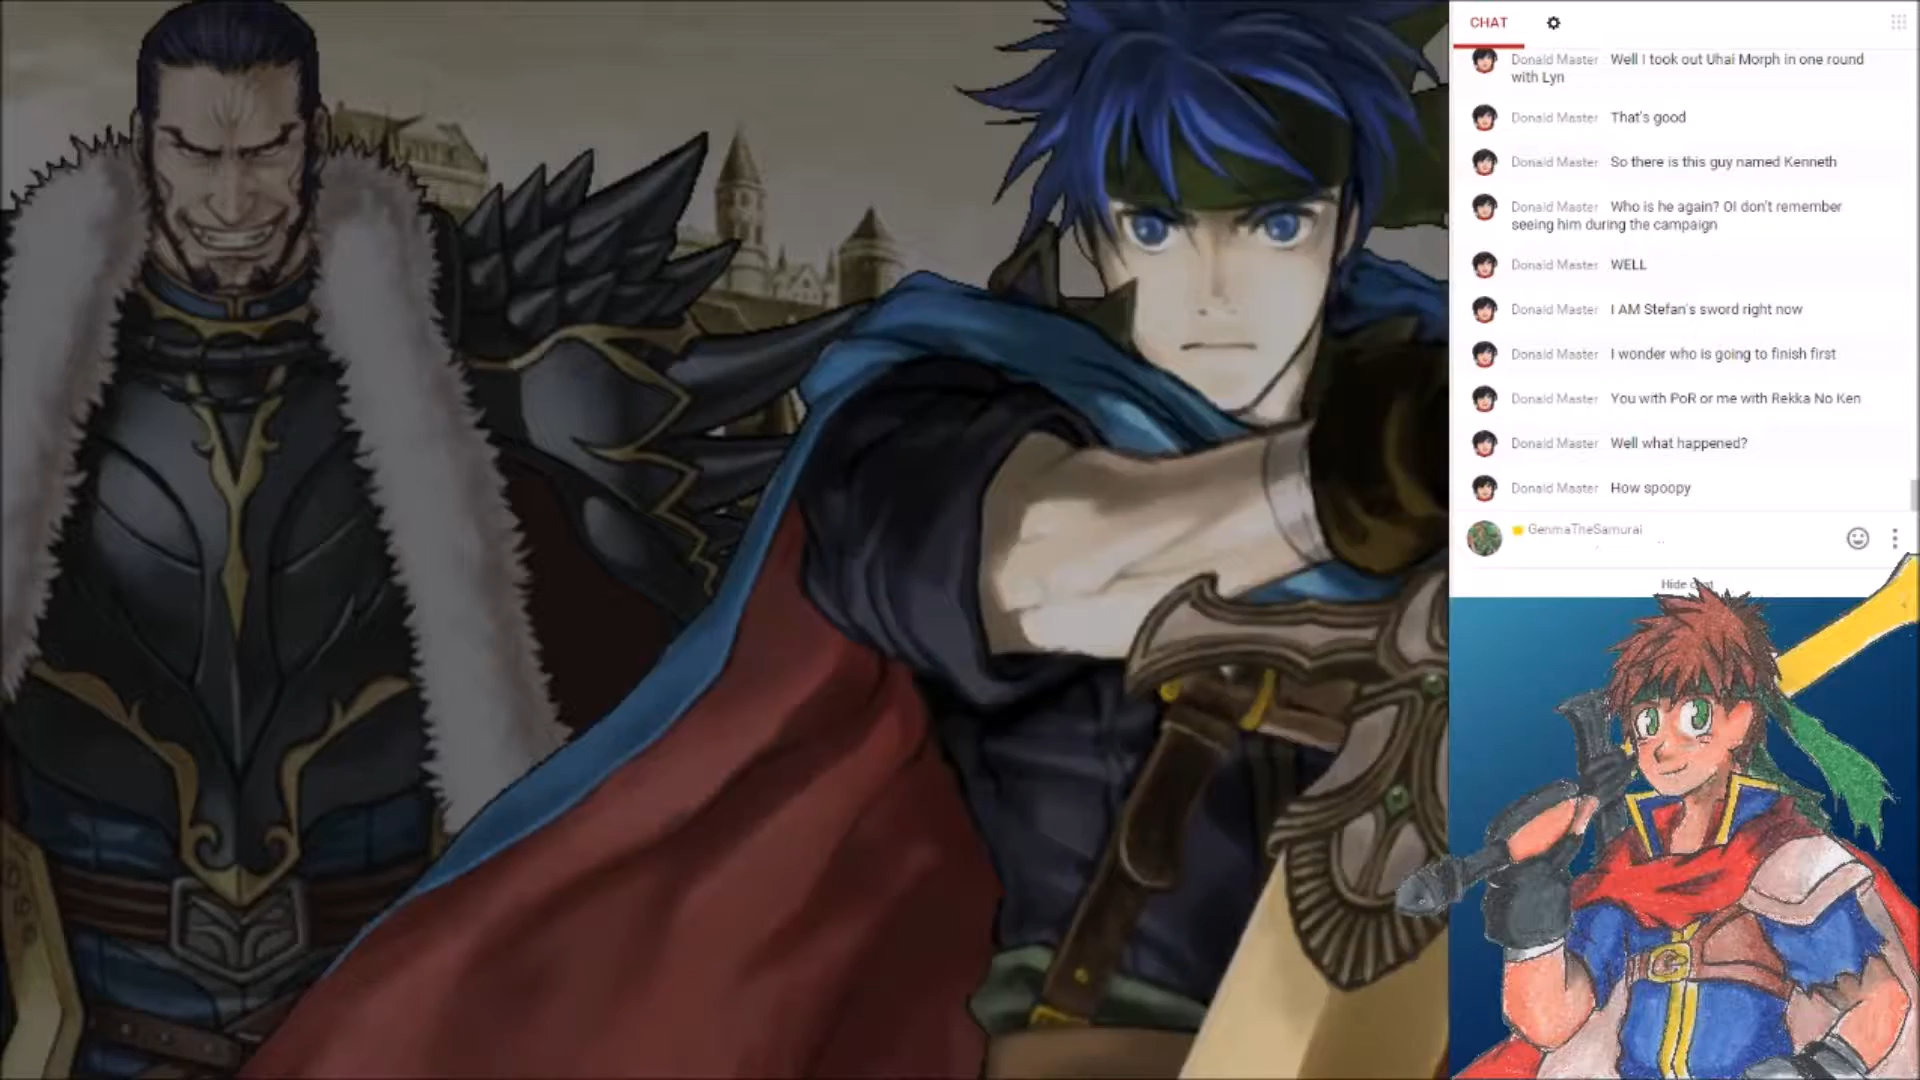 CHAT
Donald Master Well I took out Uhai Morph in one round
with Lyn
Donald Master That's good
Donald Master So there is this guy named Kenneth
Donald Master Who is he again? OI don't remember
seeing him during the campaign
Donald Master WELL
Donald Master I AM Stefan's sword right now
Donald Master I wonder who is going to finish first
Donald Master You with PoR or me with Rekka No Ken
Donald Master Well what happened?
Donald Master How spoopy
GenmaTheSamurai
Hide chat